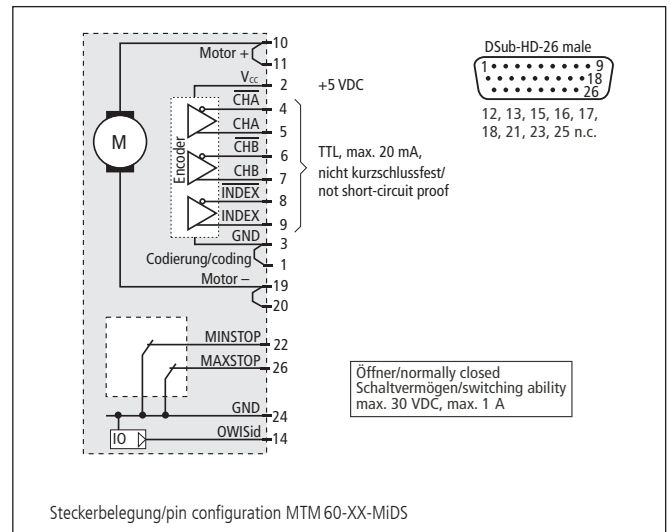 Motor +
10
11
V_cc
2
+5 VDC
C̅H̅A̅
4
CHA
5
C̅H̅B̅
6
CHB
7
I̅N̅D̅E̅X̅
8
INDEX
9
GND
3
Codierung/coding
1
Motor –
19
20
M
Encoder
TTL, max. 20 mA,
nicht kurzschlussfest/
not short-circuit proof
DSub-HD-26 male
1
9
18
26
12, 13, 15, 16, 17,
18, 21, 23, 25 n.c.
MINSTOP
22
MAXSTOP
26
GND
24
IO
OWISid
14
Öffner/normally closed
Schaltvermögen/switching ability
max. 30 VDC, max. 1 A
Steckerbelegung/pin configuration MTM 60-XX-MiDS